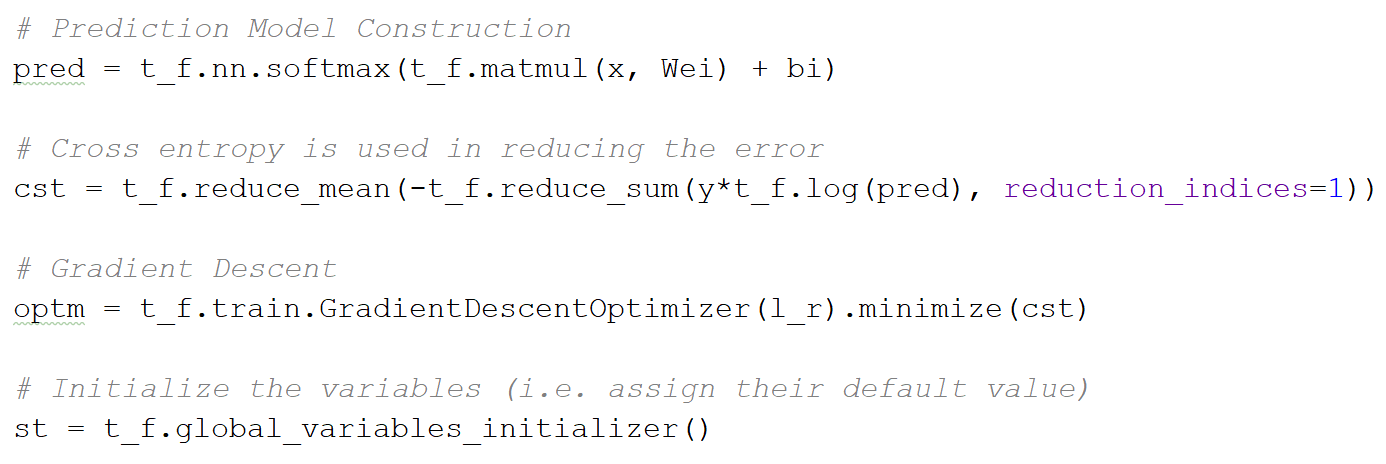 # Prediction Model Construction
pred = t_f.nn.softmax(t_f.matmul(x, Wei) + bi)
# Cross entropy is used in reducing the error
cst = t_f.reduce_mean(-t_f.reduce_sum(y*t_f.log(pred), reduction_indices=1))
# Gradient Descent
optm = t_f.train.GradientDescentOptimizer(l_r).minimize(cst)
# Initialize the variables (i.e. assign their default value)
st = t_f.global_variables_initializer()